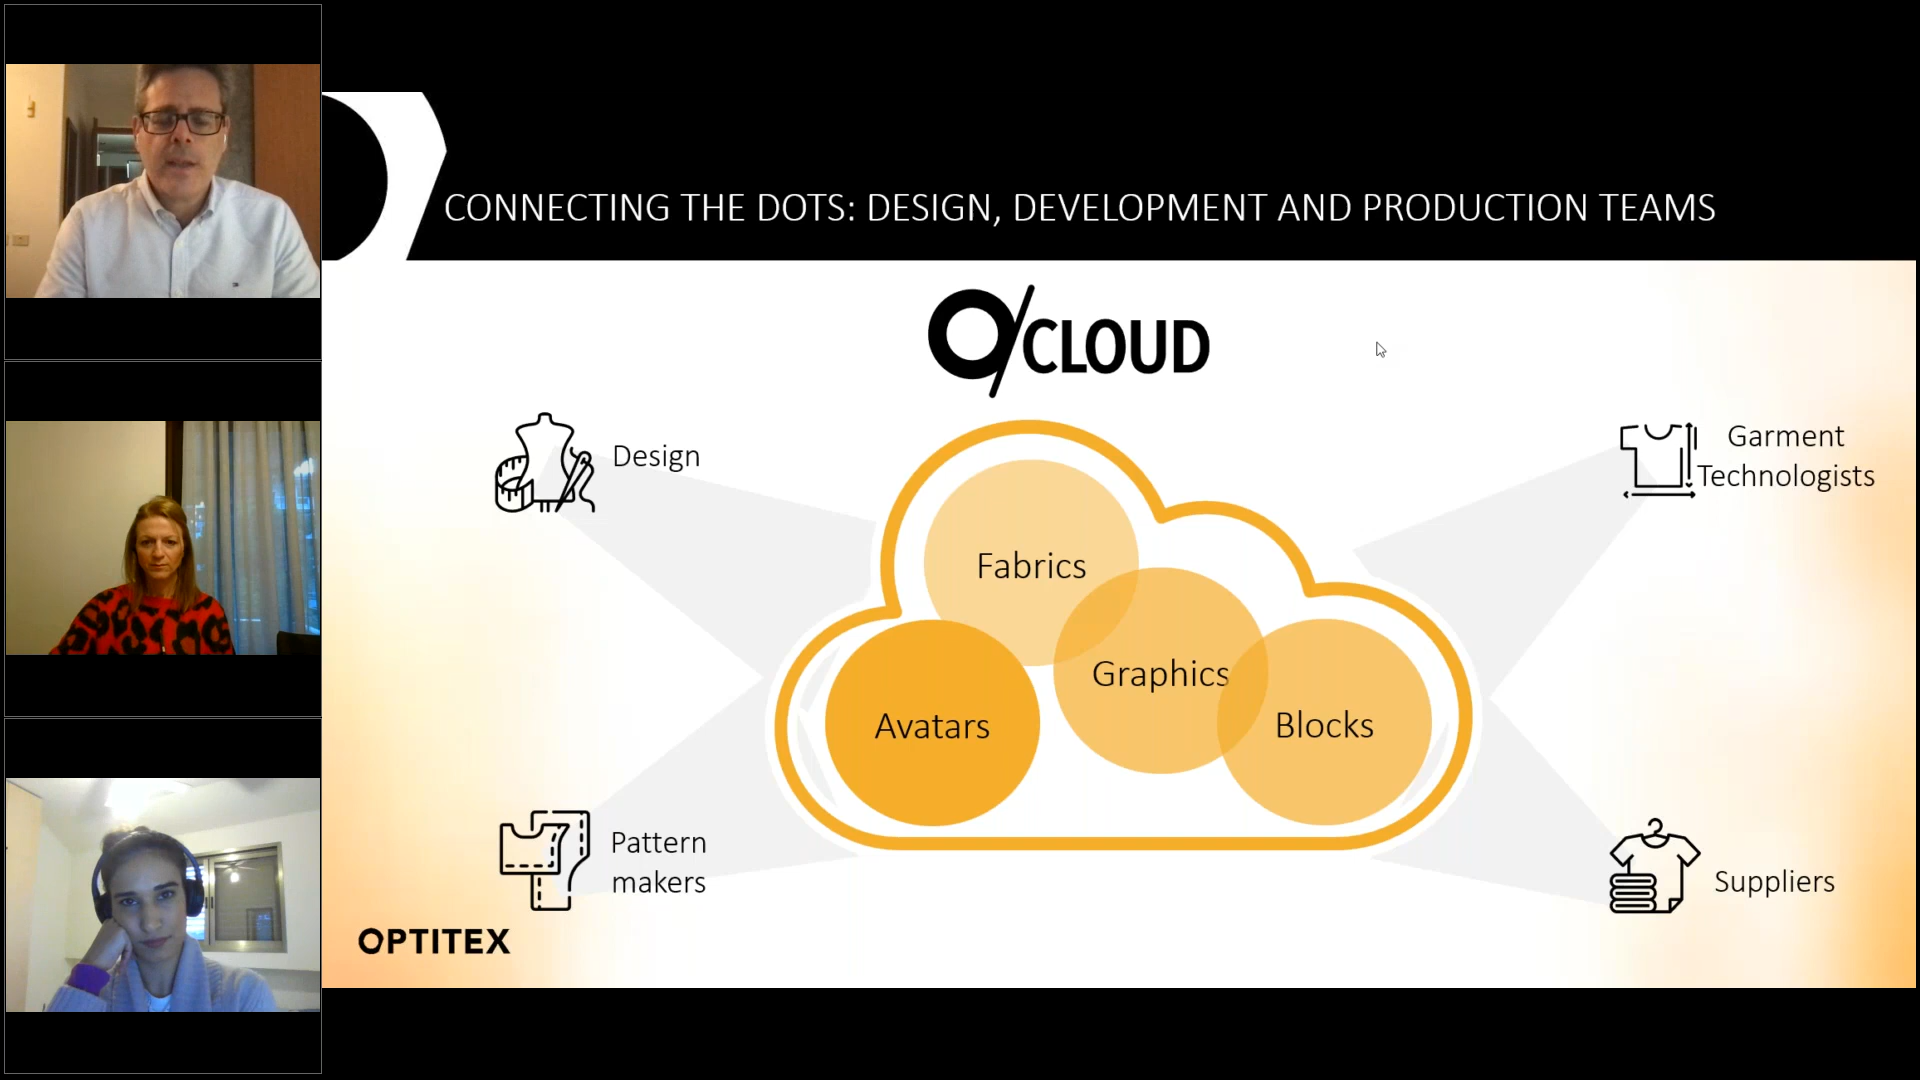 CONNECTING THE DOTS: DESIGN, DEVELOPMENT AND PRODUCTION TEAMS
O/CLOUD
Design
Garment
Technologists
Fabrics
Graphics
Avatars
Blocks
Pattern
makers
Suppliers
OPTITEX